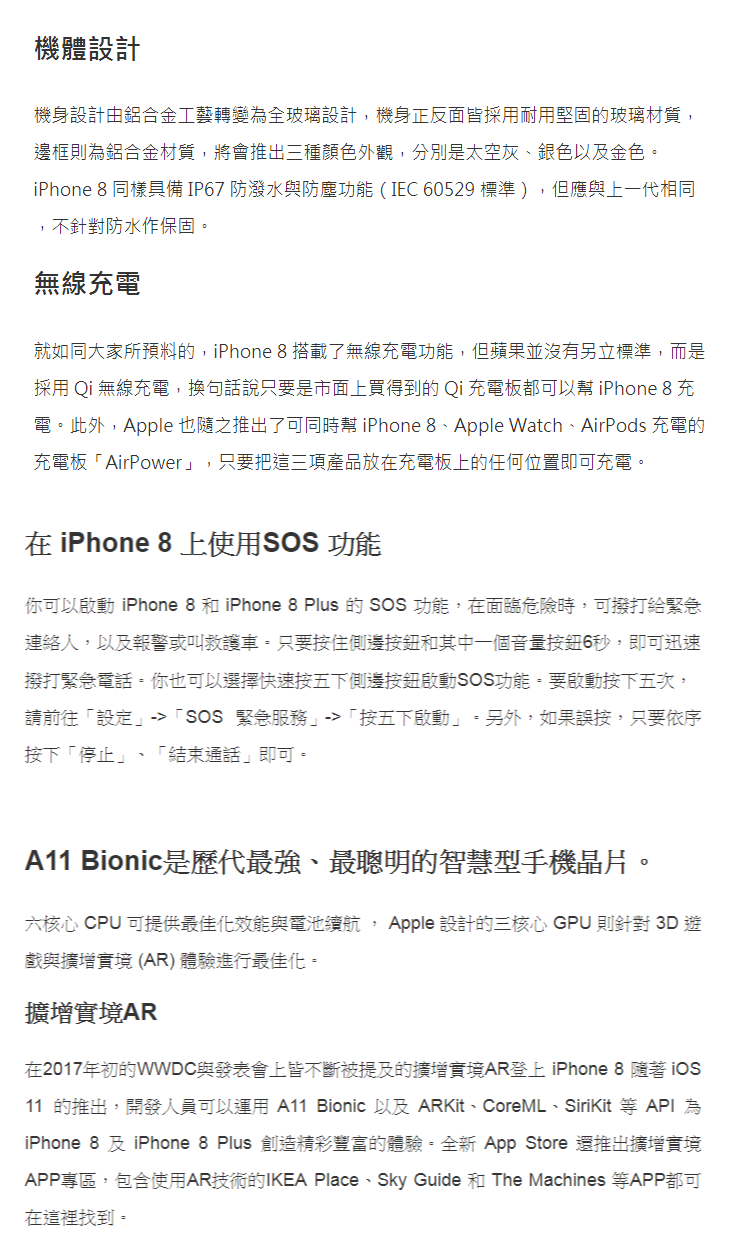 機體設計
機身設計由鋁合金工藝轉變為全玻璃設計，機身正反面皆採用耐用堅固的玻璃材質，
邊框則為鋁合金材質，將會推出三種顏色外觀，分別是太空灰、銀色以及金色。
iPhone 8 同樣具備 IP67 防潑水與防塵功能（IEC 60529 標準），但應與上一代相同
，不針對防水作保固。
無線充電
就如同大家所預料的，iPhone 8 搭載了無線充電功能，但蘋果並沒有另立標準，而是
採用 Qi 無線充電，換句話說只要是市面上買得到的 Qi 充電板都可以幫 iPhone 8 充
電。此外，Apple 也隨之推出了可同時幫 iPhone 8、Apple Watch、AirPods 充電的
充電板「AirPower」，只要把這三項產品放在充電板上的任何位置即可充電。
在 iPhone 8 上使用SOS 功能
你可以啟動 iPhone 8 和 iPhone 8 Plus 的 SOS 功能，在面臨危險時，可撥打給緊急
連絡人，以及報警或叫救護車。只要按住側邊按鈕和其中一個音量按鈕6秒，即可迅速
撥打緊急電話。你也可以選擇快速按五下側邊按鈕啟動SOS功能。要啟動按下五次，
請前往「設定」->「SOS 緊急服務」->「按五下啟動」。另外，如果誤按，只要依序
按下「停止」、「結束通話」即可。
A11 Bionic是歷代最強、最聰明的智慧型手機晶片。
六核心 CPU 可提供最佳化效能與電池續航 ， Apple 設計的三核心 GPU 則針對 3D 遊
戲與擴增實境 (AR) 體驗進行最佳化。
擴增實境AR
在2017年初的WWDC與發表會上皆不斷被提及的擴增實境AR登上 iPhone 8 隨著 iOS
11 的推出，開發人員可以運用 A11 Bionic 以及 ARKit、CoreML、SiriKit 等 API 為
iPhone 8 及 iPhone 8 Plus 創造精彩豐富的體驗。全新 App Store 還推出擴增實境
APP專區，包含使用AR技術的IKEA Place、Sky Guide 和 The Machines 等APP都可
在這裡找到。